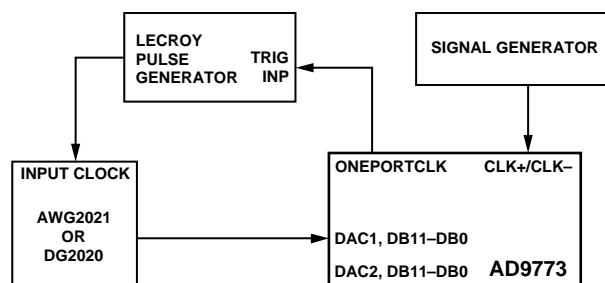 LECROY
PULSE
GENERATOR
TRIG
INP
SIGNAL GENERATOR
INPUT CLOCK
AWG2021
OR
DG2020
ONEPORTCLK
CLK+/CLK–
DAC1, DB11–DB0
DAC2, DB11–DB0
AD9773